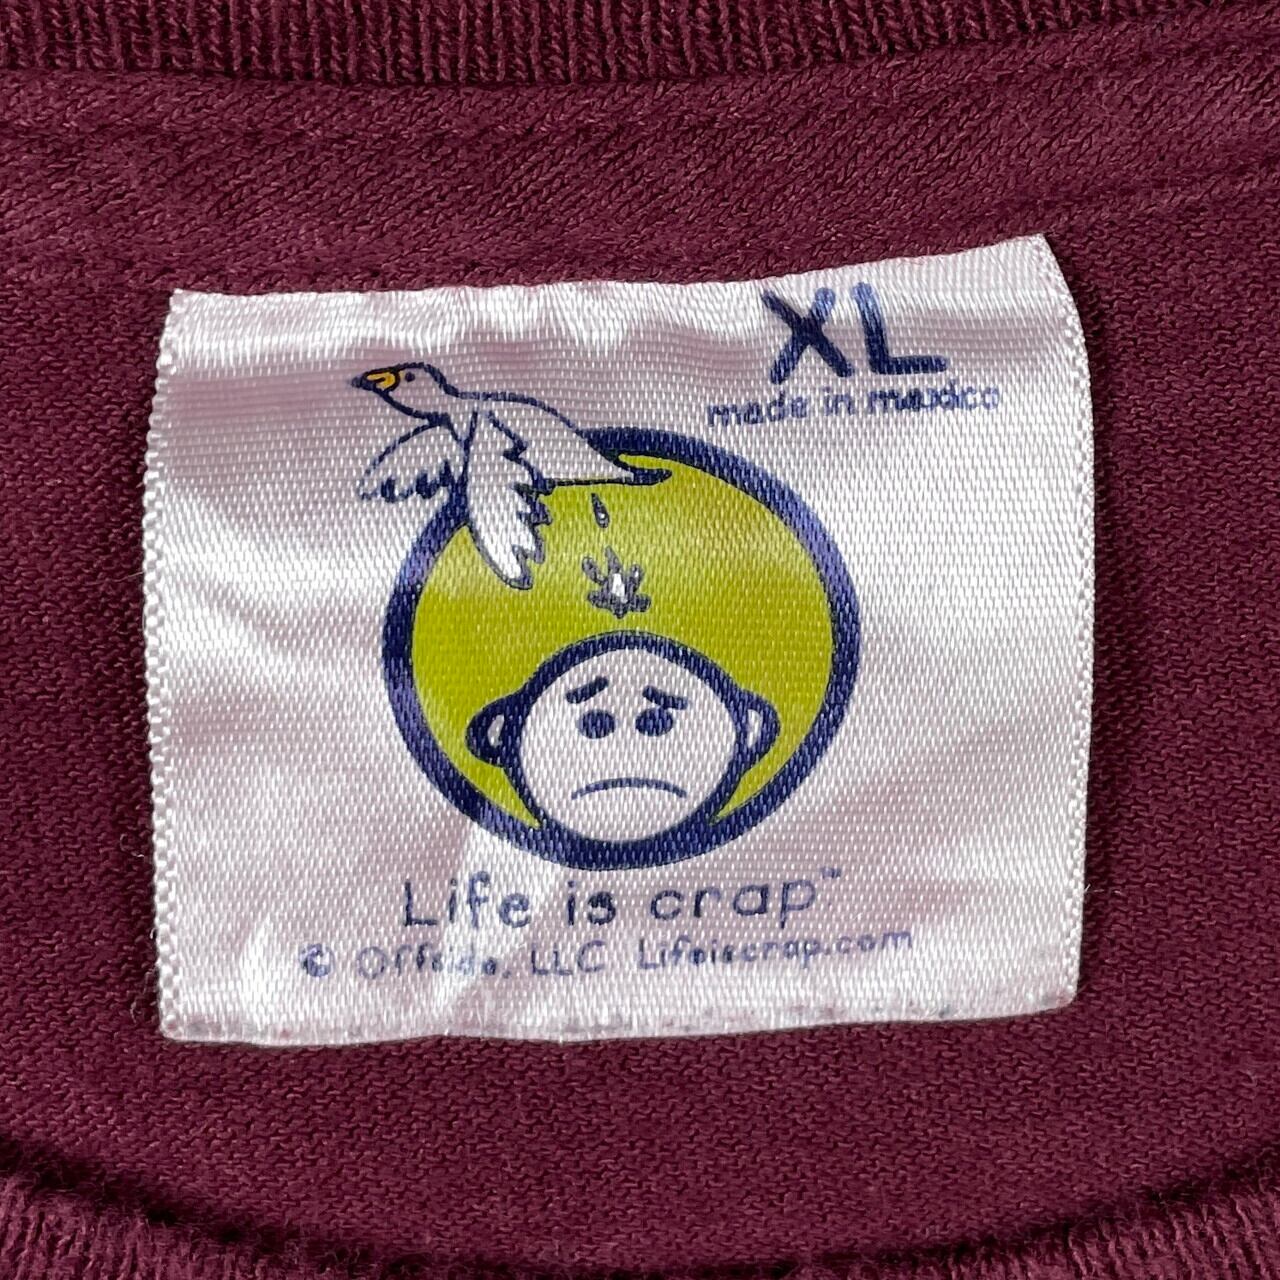 XL
made in mexico
Life is crap™
© Offside, LLC Lifeiscrap.com